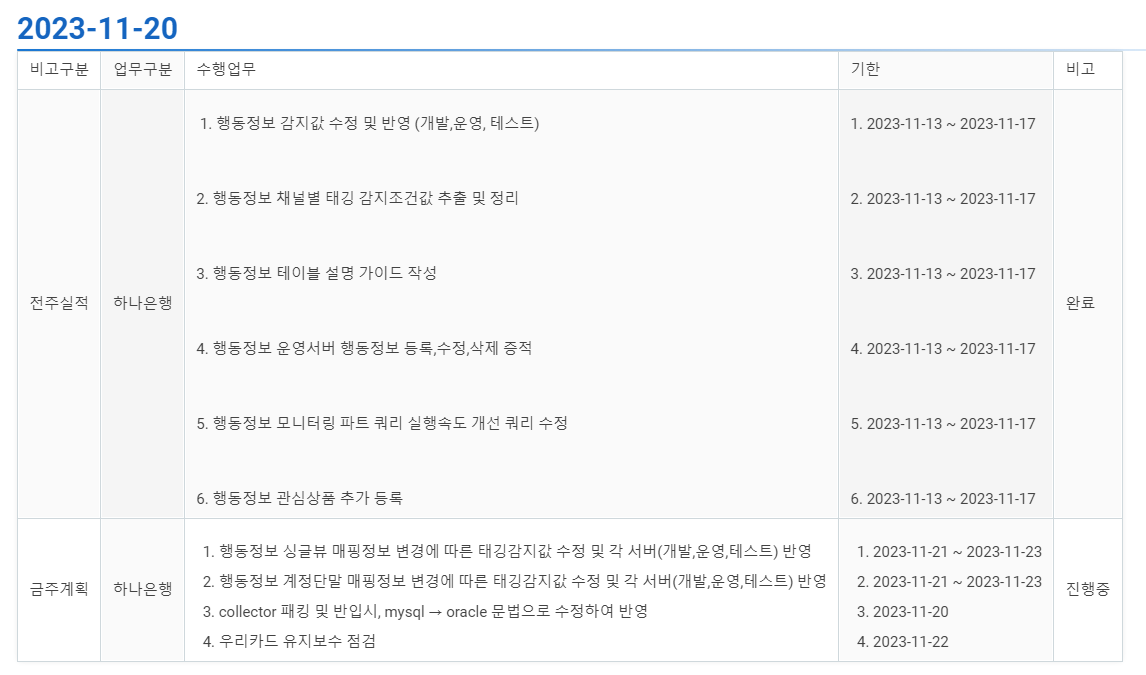 2023-11-20
비고구분 업무구분 수행업무 기한 비고
1. 행동정보 감지값 수정 및 반영 (개발,운영, 테스트) 1. 2023-11-13 ~ 2023-11-17
2. 행동정보 채널별 태깅 감지조건값 추출 및 정리 2. 2023-11-13 ~ 2023-11-17
3. 행동정보 테이블 설명 가이드 작성 3. 2023-11-13 ~ 2023-11-17
전주실적 하나은행 완료
4. 행동정보 운영서버 행동정보 등록,수정,삭제 증적 4. 2023-11-13 ~ 2023-11-17
5. 행동정보 모니터링 파트 쿼리 실행속도 개선 쿼리 수정 5. 2023-11-13 ~ 2023-11-17
6. 행동정보 관심상품 추가 등록 6. 2023-11-13 ~ 2023-11-17
1. 행동정보 싱글뷰 매핑정보 변경에 따른 태깅감지값 수정 및 각 서버(개발,운영,테스트) 반영 1. 2023-11-21 ~ 2023-11-23
2. 행동정보 계정단말 매핑정보 변경에 따른 태깅감지값 수정 및 각 서버(개발,운영,테스트) 반영 2. 2023-11-21 ~ 2023-11-23
금주계획 하나은행 진행중
3. collector 패킹 및 반입시, mysql → oracle 문법으로 수정하여 반영 3. 2023-11-20
4. 우리카드 유지보수 점검 4. 2023-11-22